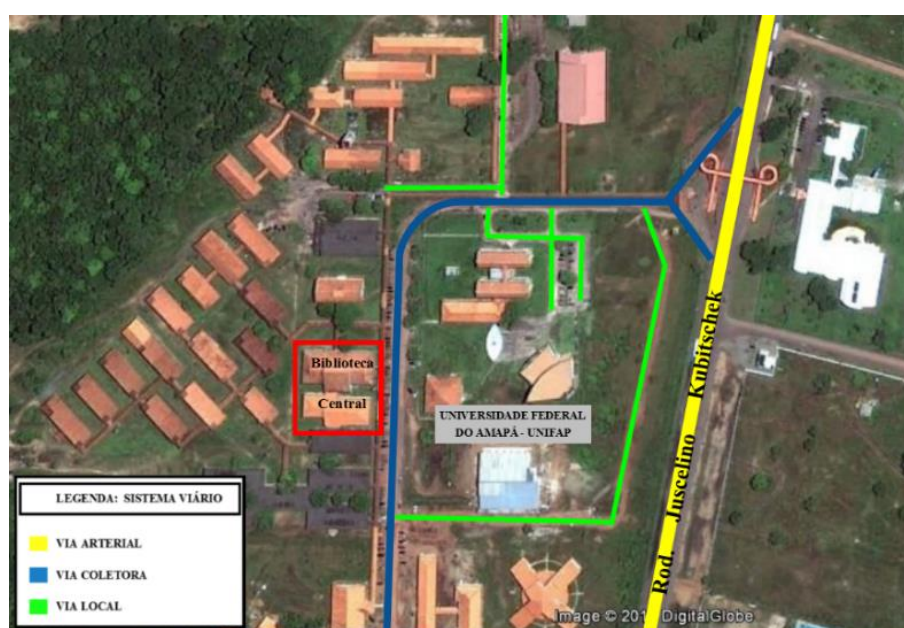 Biblioteca
Central
UNIVERSIDADE FEDERAL
DO AMAPÁ - UNIFAP
Rod. Juscelino Kubitschek
LEGENDA: SISTEMA VIÁRIO
VIA ARTERIAL
VIA COLETORA
VIA LOCAL
Image © 201 DigitalGlobe